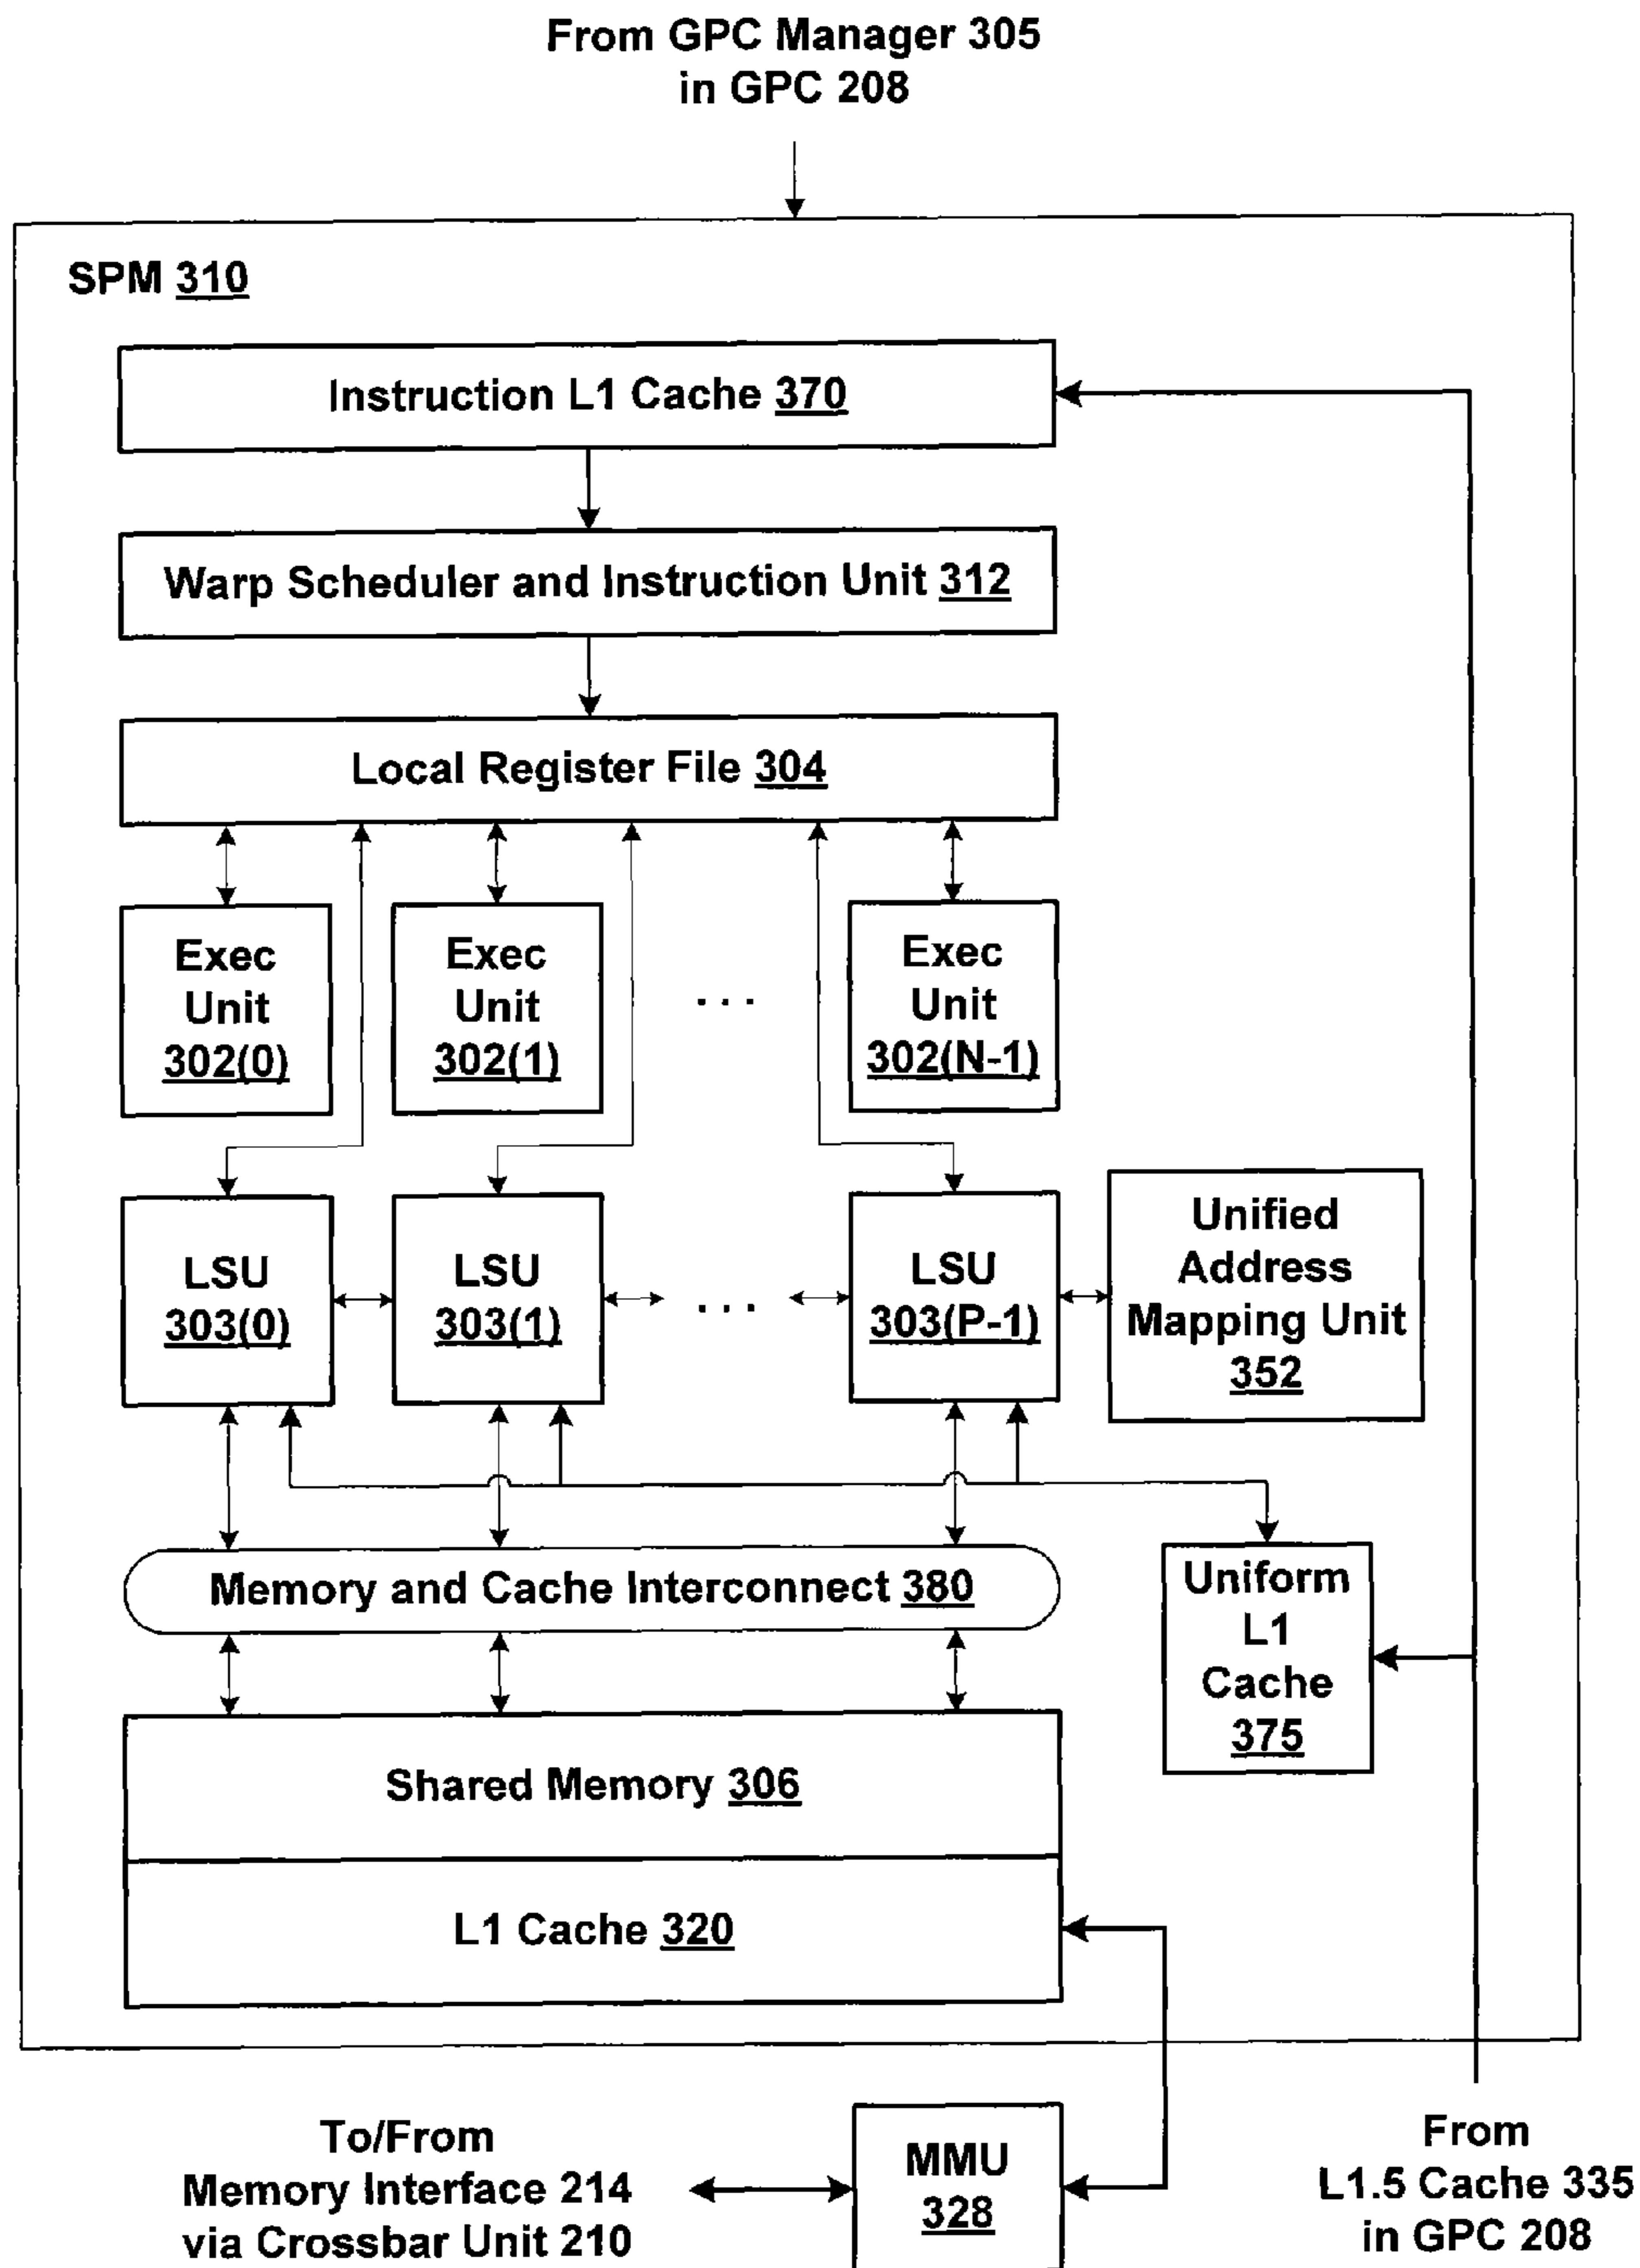 From GPC Manager 305
in GPC 208
SPM 310
Instruction L1 Cache 370
Warp Scheduler and Instruction Unit 312
Local Register File 304
Exec
Unit
302(0)
Exec
Unit
302(1)
. . .
Exec
Unit
302(N-1)
LSU
303(0)
LSU
303(1)
. . .
LSU
303(P-1)
Unified
Address
Mapping Unit
352
Memory and Cache Interconnect 380
Uniform
L1
Cache
375
Shared Memory 306
L1 Cache 320
To/From
Memory Interface 214
via Crossbar Unit 210
MMU
328
From
L1.5 Cache 335
in GPC 208